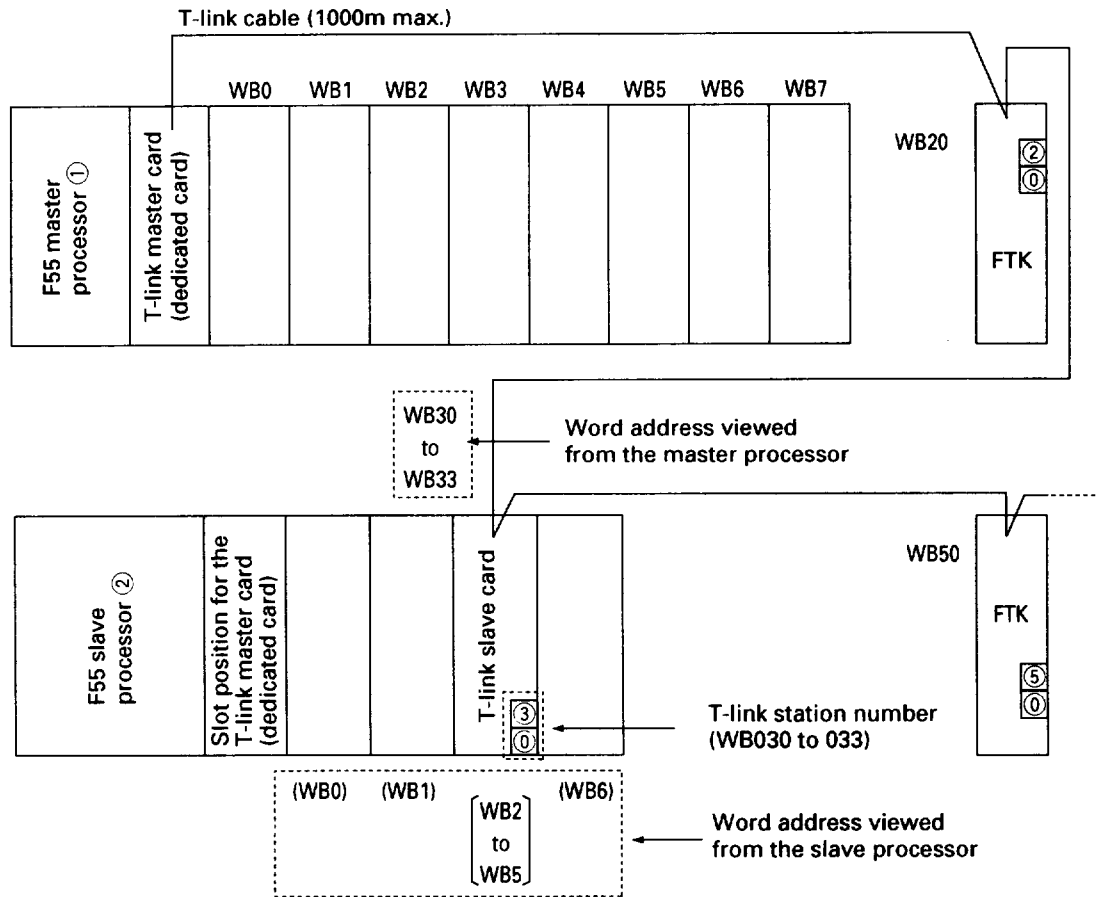 T-link cable (1000m max.)
WB0 WB1 WB2 WB3 WB4 WB5 WB6 WB7
F55 master
processor ①
T-link master card
(dedicated card)
WB20
②
⓪
FTK
WB30
to
WB33
Word address viewed
from the master processor
F55 slave
processor ②
Slot position for the
T-link master card
(dedicated card)
T-link slave card
③
⓪
WB50
FTK
⑤
⓪
T-link station number
(WB030 to 033)
(WB0) (WB1) (WB6)
WB2
to
WB5
Word address viewed
from the slave processor